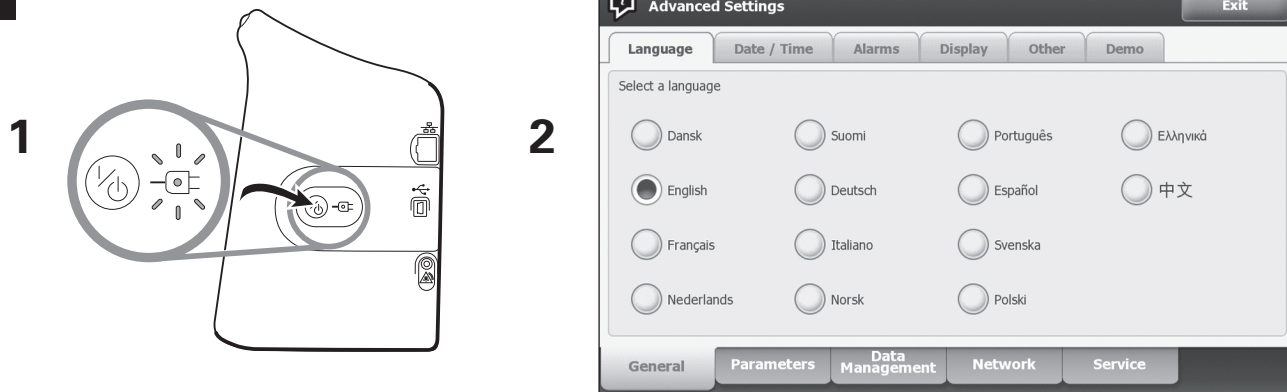 1
2
Advanced Settings
Exit
Language
Date / Time
Alarms
Display
Other
Demo
Select a language
Dansk
Suomi
Português
Ελληνικά
English
Deutsch
Español
中文
Français
Italiano
Svenska
Nederlands
Norsk
Polski
General
Parameters
Data
Management
Network
Service